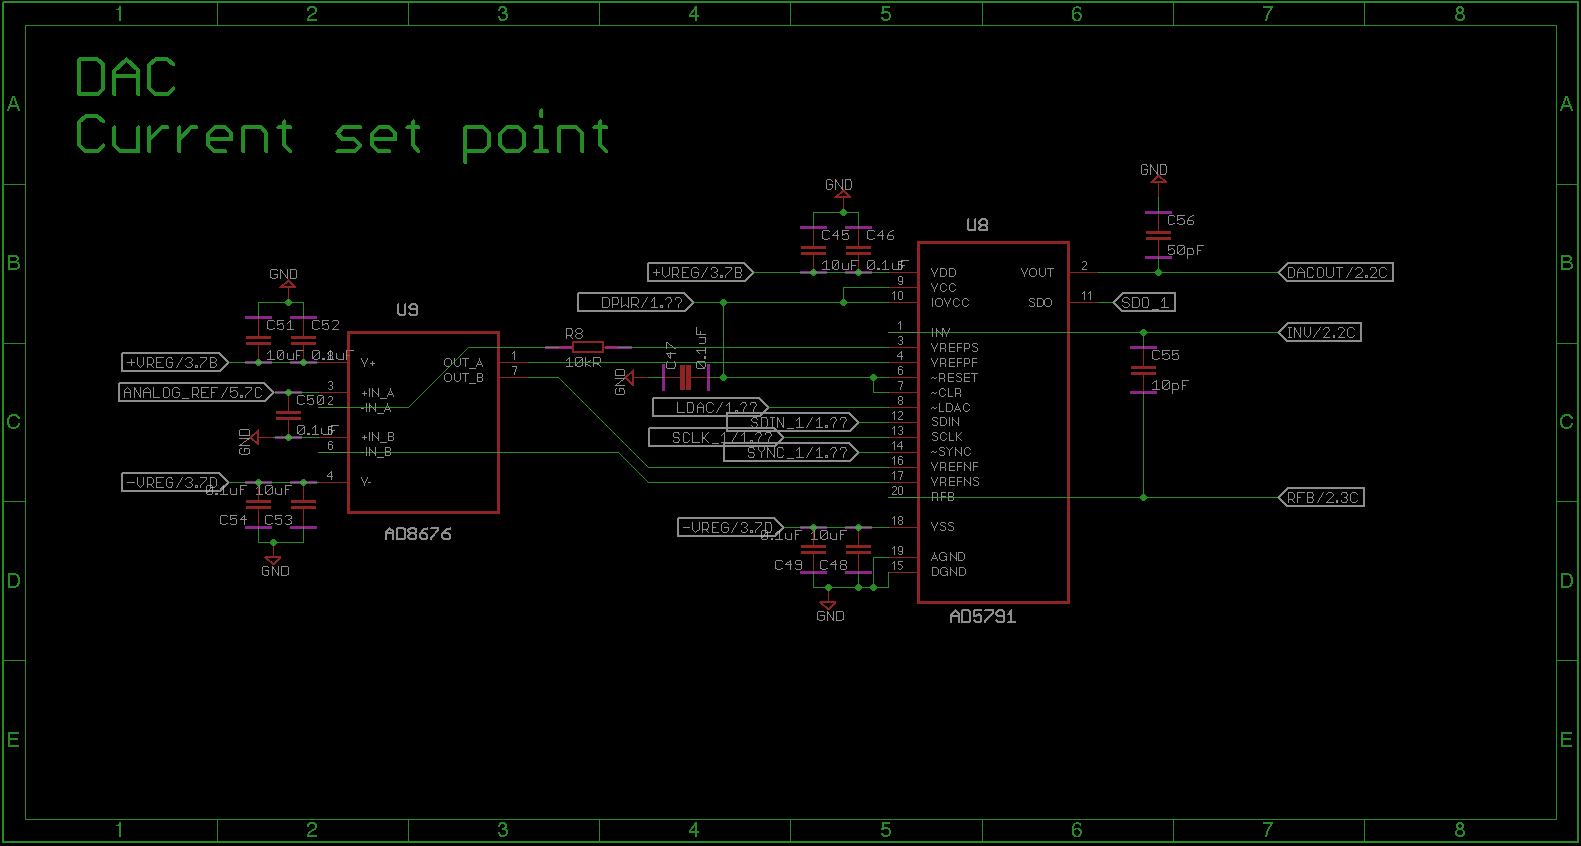 1 2 3 4 5 6 7 8
A A
DAC
Current set point
GND
GND
U8
C56
C45 C46
50pF
B B
+VREG/3.7B 10uF 0.1uF 5 VDD VOUT 2 DACOUT/2.2C
9 VCC
DPWR/1.?? 10 IOVCC SDO 11 SDO_1
GND
U9
C51 C52
R8
1 INV INV/2.2C
10uF 0.1uF
+VREG/3.7B 8 V+ OUT_A 1
10kR
C47 0.1uF
3 VREFPS
C55
4 VREFPF
OUT_B 7
GND
6 ~RESET
10pF
ANALOG_REF/5.7C 3 +IN_A
7 ~CLR
C50 2 -IN_A
LDAC/1.?? 8 ~LDAC
C C
SDIN_1/1.?? 12 SDIN
0.1uF 5 +IN_B
SCLK_1/1.?? 13 SCLK
GND
6 -IN_B
SYNC_1/1.?? 14 ~SYNC
16 VREFNF
-VREG/3.7D 4 V-
17 VREFNS
0.1uF 10uF
20 RFB RFB/2.3C
C54 C53
AD8676
-VREG/3.7D 18 VSS
0.1uF 10uF
19 AGND
GND
C49 C48
15 DGND
D D
GND
AD5791
E E
1 2 3 4 5 6 7 8